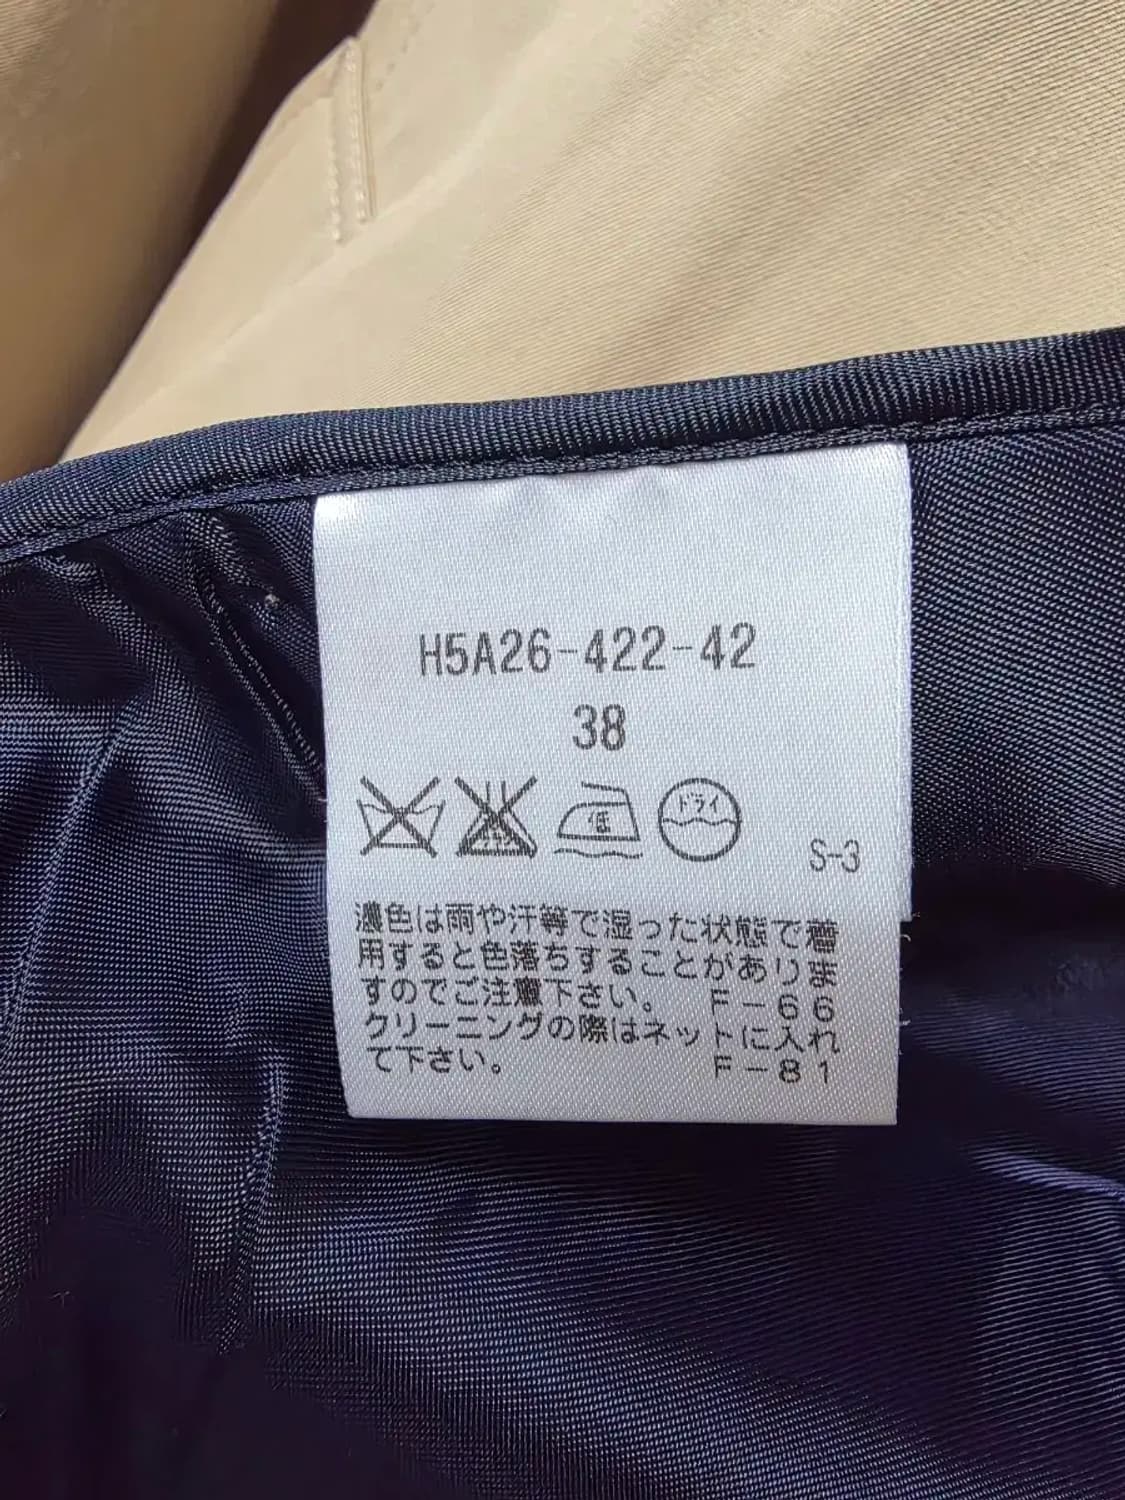 H5A26-422-42
38
低 ドライ
S-3
濃色は雨や汗等で湿った状態で着
用すると色落ちすることがありま
すのでご注意下さい。 F-66
クリーニングの際はネットに入れ
て下さい。 F-81